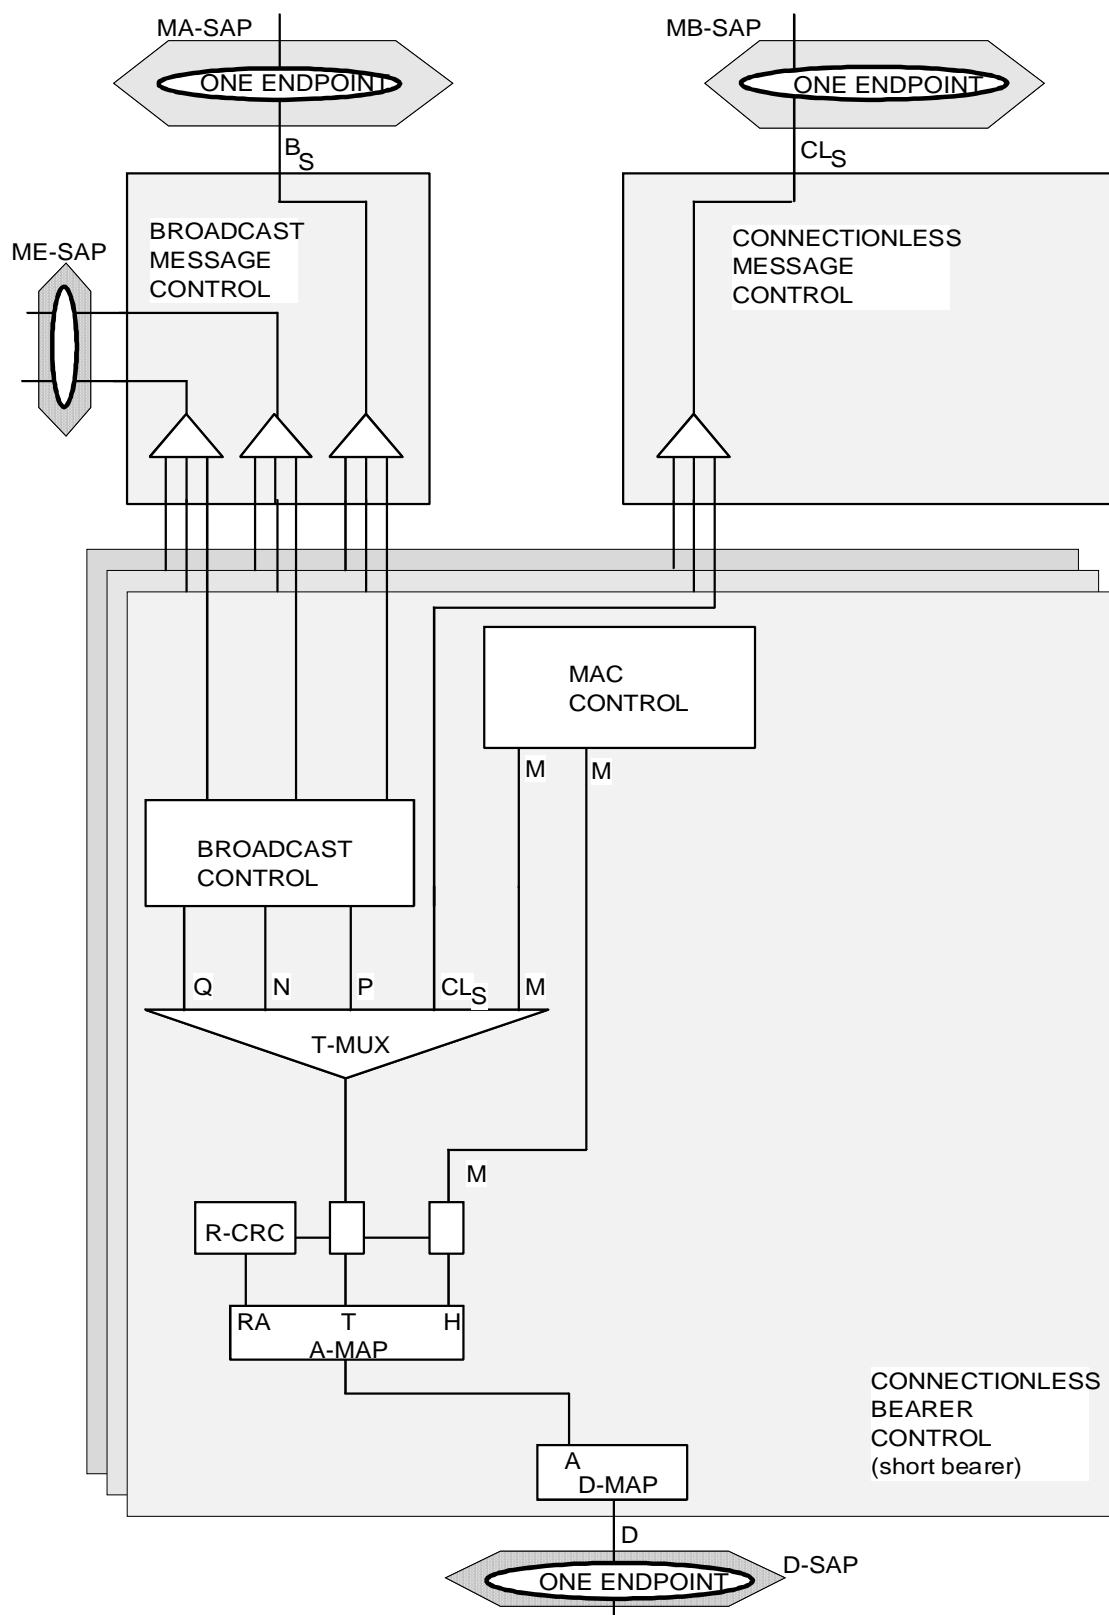 MA-SAP
MB-SAP
ONE ENDPOINT
ONE ENDPOINT
BS
CLS
BROADCAST
MESSAGE
CONTROL
CONNECTIONLESS
MESSAGE
CONTROL
ME-SAP
MAC
CONTROL
M
M
BROADCAST
CONTROL
Q
N
P
CLS
M
T-MUX
M
R-CRC
RA
T
H
A-MAP
CONNECTIONLESS
BEARER
CONTROL
(short bearer)
A
D-MAP
D
D-SAP
ONE ENDPOINT